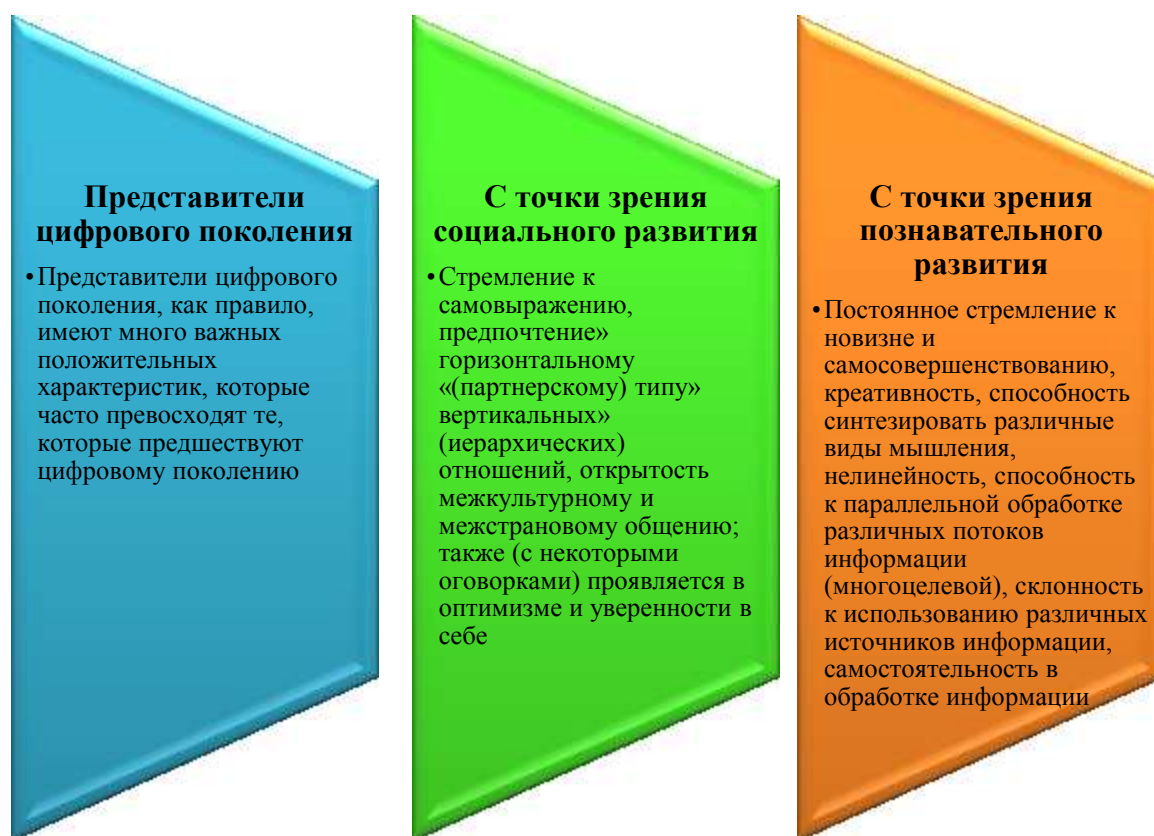 Представители
цифрового поколения
•Представители цифрового
поколения, как правило,
имеют много важных
положительных
характеристик, которые
часто превосходят те,
которые предшествуют
цифровому поколению
С точки зрения
социального развития
•Стремление к
самовыражению,
предпочтение»
горизонтальному
«(партнерскому) типу»
вертикальных»
(иерархических)
отношений, открытость
межкультурному и
межстрановому общению;
также (с некоторыми
оговорками) проявляется в
оптимизме и уверенности в
себе
С точки зрения
познавательного
развития
•Постоянное стремление к
новизне и
самосовершенствованию,
креативность, способность
синтезировать различные
виды мышления,
нелинейность, способность
к параллельной обработке
различных потоков
информации
(многоцелевой), склонность
к использованию различных
источников информации,
самостоятельность в
обработке информации